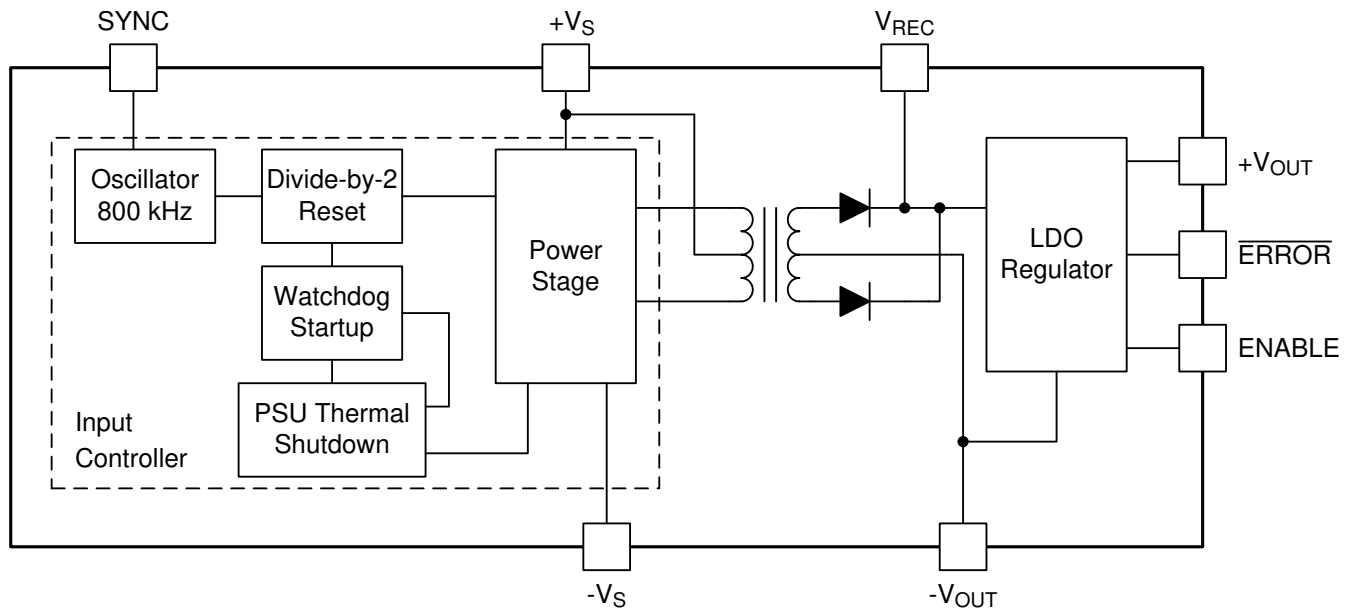 SYNC
+VS
VREC
Oscillator
800 kHz
Divide-by-2
Reset
Power
Stage
LDO
Regulator
+VOUT
ERROR
ENABLE
Watchdog
Startup
PSU Thermal
Shutdown
Input
Controller
-VS
-VOUT